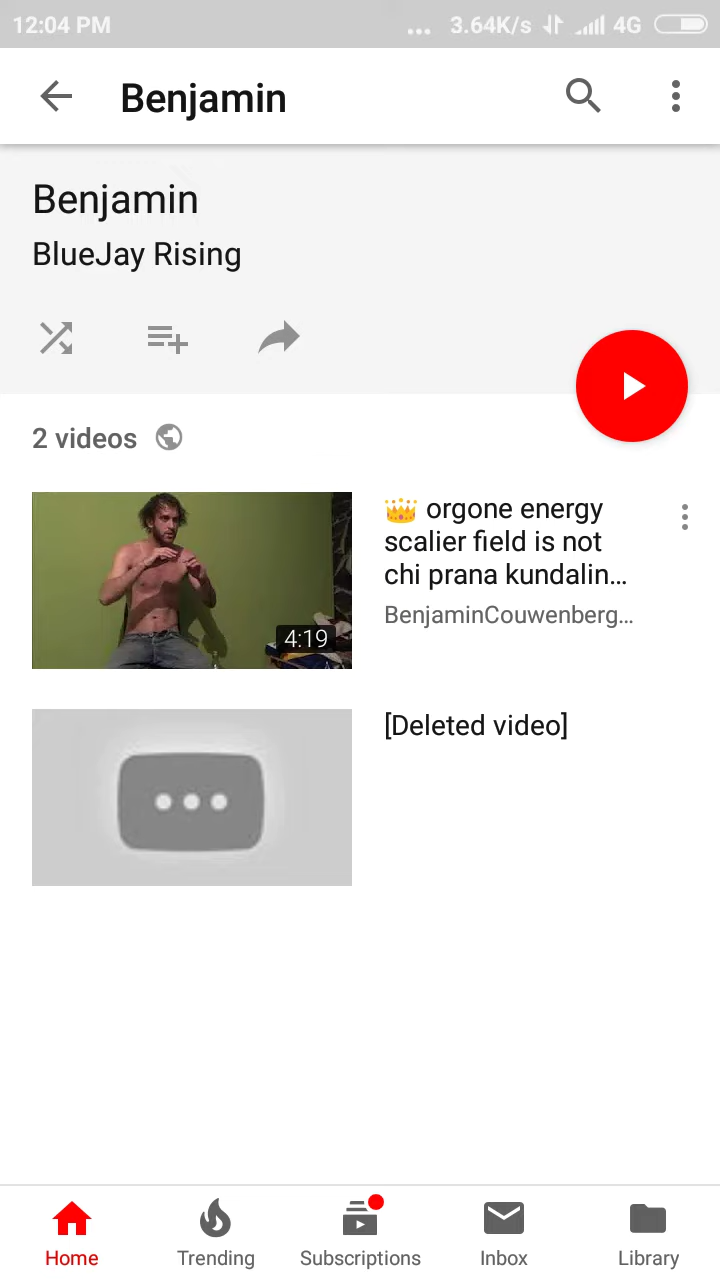 12:04 PM
... 3.64K/s 4G
Benjamin
Benjamin
BlueJay Rising
2 videos
👑 orgone energy
scalier field is not
chi prana kundalin...
BenjaminCouwenberg...
4:19
[Deleted video]
Home
Trending
Subscriptions
Inbox
Library